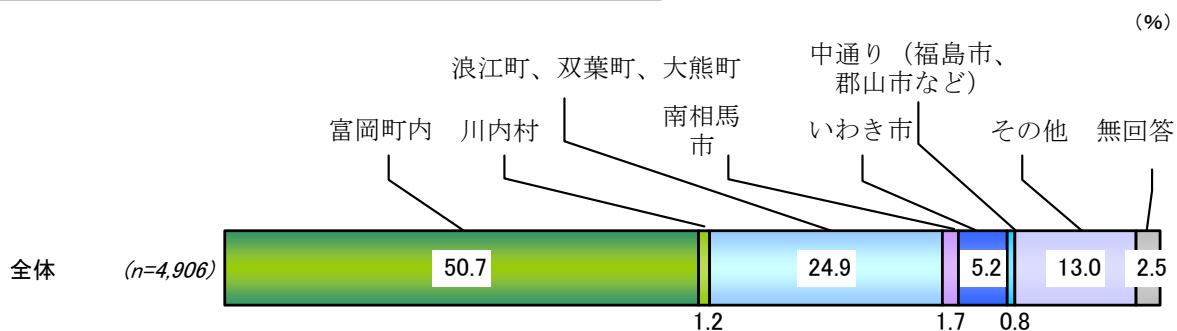 (%)
中通り（福島市、
郡山市など）
浪江町、双葉町、大熊町
南相馬
市
富岡町内
川内村
いわき市
その他
無回答
全体
(n=4,906)
50.7
24.9
5.2
13.0
2.5
1.2
1.7
0.8